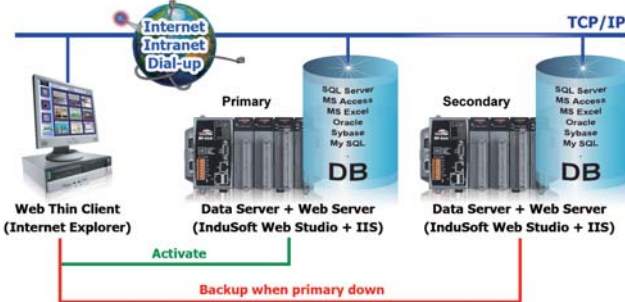 Internet
Intranet
Dial-up
TCP/IP
Primary
SQL Server
MS Access
MS Excel
Oracle
Sybase
My SQL
DB
Secondary
SQL Server
MS Access
MS Excel
Oracle
Sybase
My SQL
DB
Web Thin Client
(Internet Explorer)
Data Server + Web Server
(InduSoft Web Studio + IIS)
Data Server + Web Server
(InduSoft Web Studio + IIS)
Activate
Backup when primary down